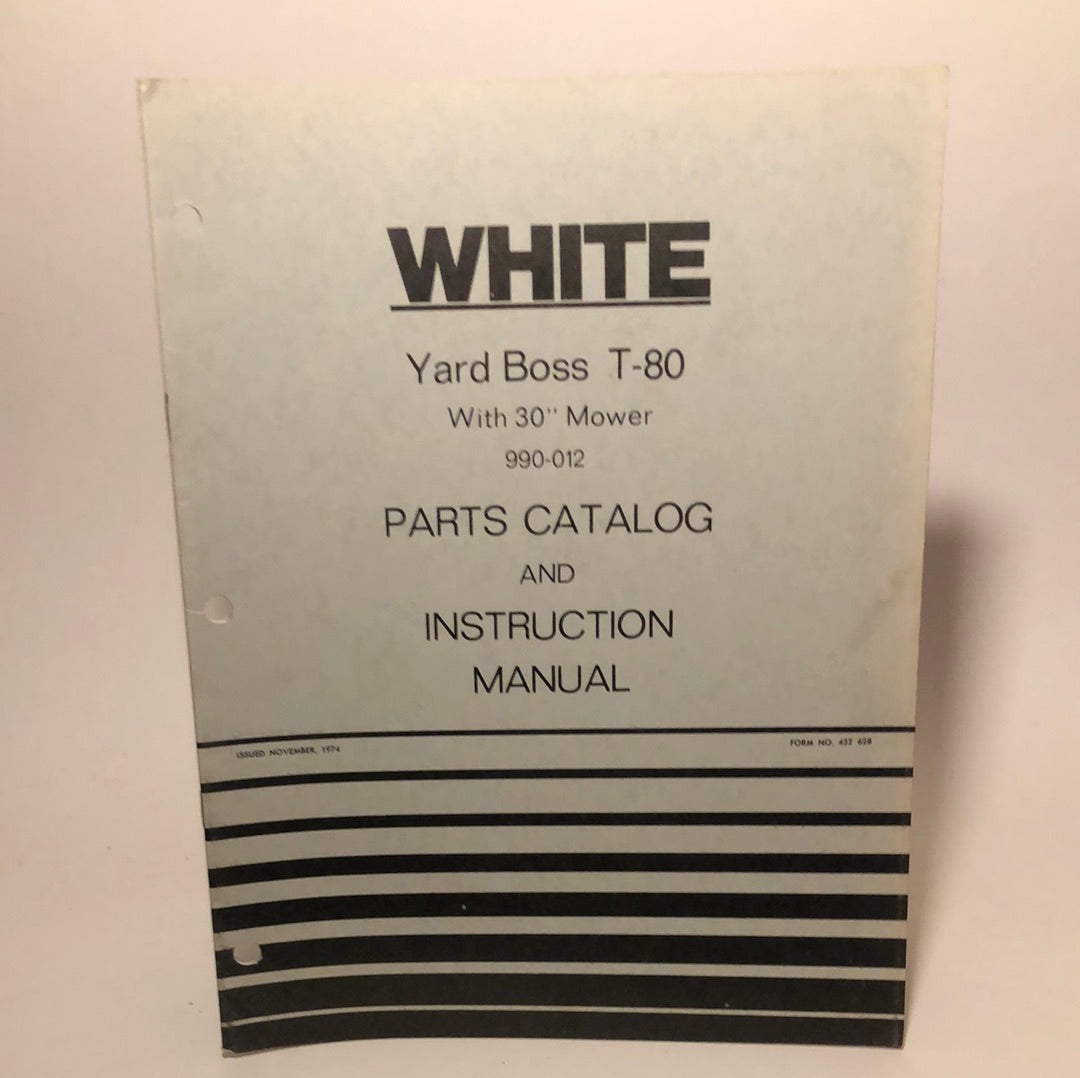 WHITE
Yard Boss T-80
With 30" Mower
990-012
PARTS CATALOG
AND
INSTRUCTION
MANUAL
ISSUED NOVEMBER, 1974
FORM NO. 432 628